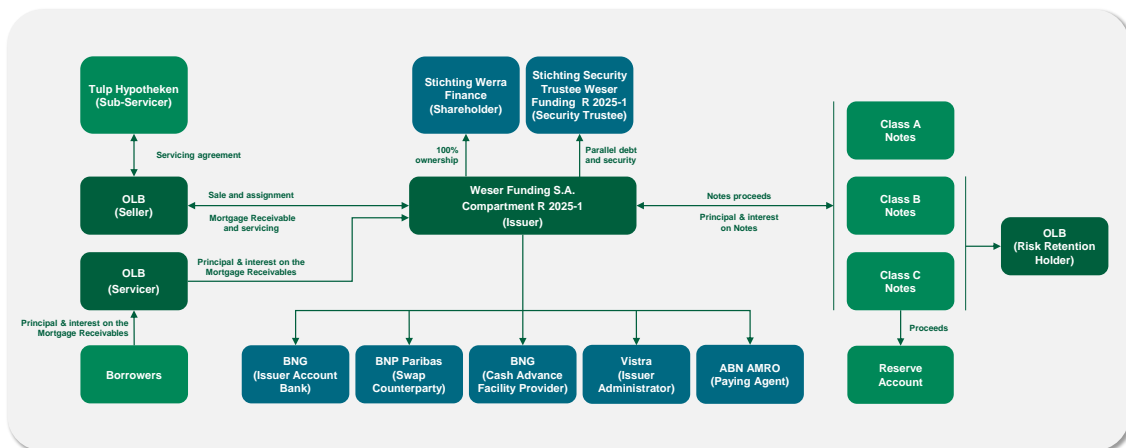 Tulp Hypotheken
(Sub-Servicer)
Stichting Werra
Finance
(Shareholder)
Stichting Security
Trustee Weser
Funding R 2025-1
(Security Trustee)
Class A
Notes
Servicing agreement
100%
ownership
Parallel debt
and security
OLB
(Seller)
Sale and assignment
Mortgage Receivable
and servicing
Weser Funding S.A.
Compartment R 2025-1
(Issuer)
Notes proceeds
Principal & interest
on Notes
Class B
Notes
OLB
(Risk Retention
Holder)
OLB
(Servicer)
Principal & interest on the
Mortgage Receivables
Class C
Notes
Principal & interest on the
Mortgage Receivables
Proceeds
Borrowers
BNG
(Issuer Account
Bank)
BNP Paribas
(Swap
Counterparty)
BNG
(Cash Advance
Facility Provider)
Vistra
(Issuer
Administrator)
ABN AMRO
(Paying Agent)
Reserve
Account